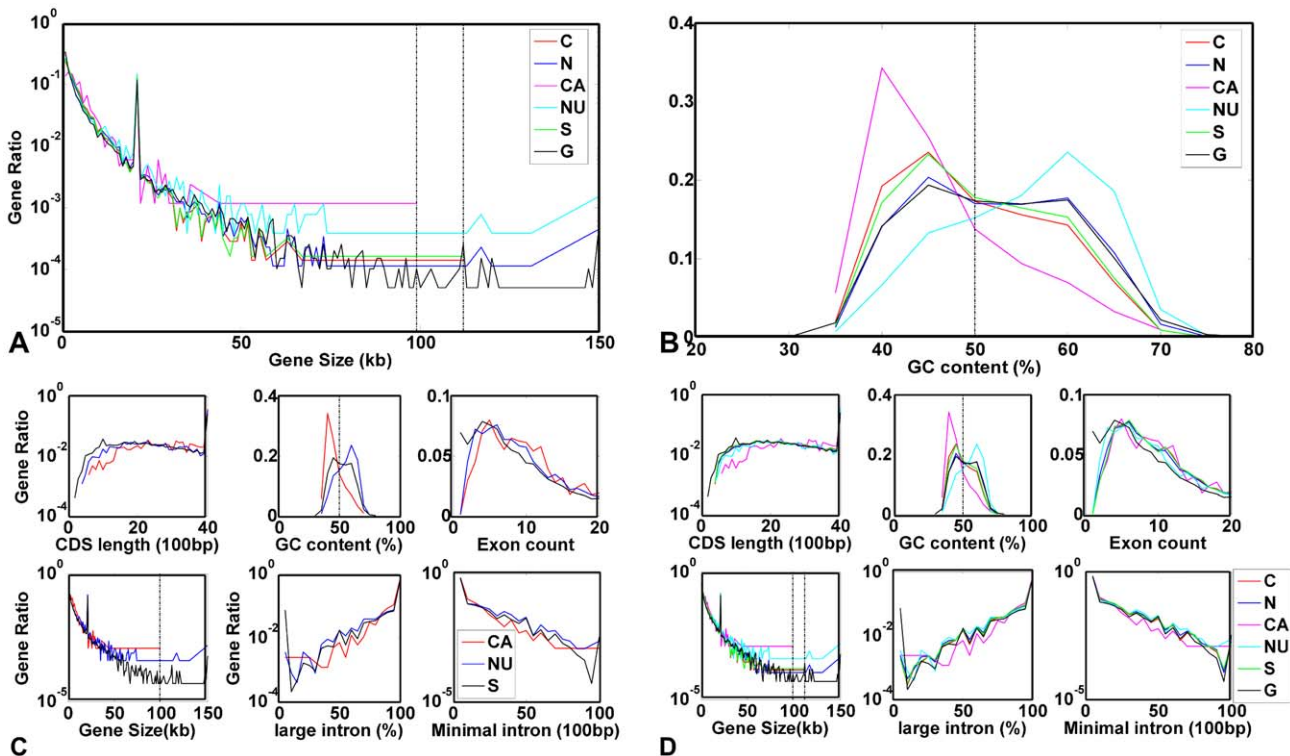 10^0
10^-1
10^-2
10^-3
10^-4
10^-5
Gene Ratio
0
50
100
150
Gene Size (kb)
C
N
CA
NU
S
G
A
0.4
0.3
0.2
0.1
0
20
30
40
50
60
70
80
GC content (%)
C
N
CA
NU
S
G
B
Gene Ratio
10^0
10^-2
10^-4
0
20
40
CDS length (100bp)
0.4
0.2
0
0
50
100
GC content (%)
0.1
0.05
0
0
10
20
Exon count
Gene Ratio
10^0
10^-5
0
50
100
150
Gene Size(kb)
Gene Ratio
10^0
10^-2
10^-4
0
50
100
large intron (%)
10^0
10^-5
0
50
100
Minimal intron (100bp)
CA
NU
S
C
Gene Ratio
10^0
10^-2
10^-4
0
20
40
CDS length (100bp)
0.4
0.2
0
0
50
100
GC content (%)
0.1
0.05
0
0
10
20
Exon count
Gene Ratio
10^0
10^-5
0
50
100
150
Gene Size(kb)
10^0
10^-2
10^-4
0
50
100
large intron (%)
10^0
10^-5
0
50
100
Minimal intron (100bp)
C
N
CA
NU
S
G
D